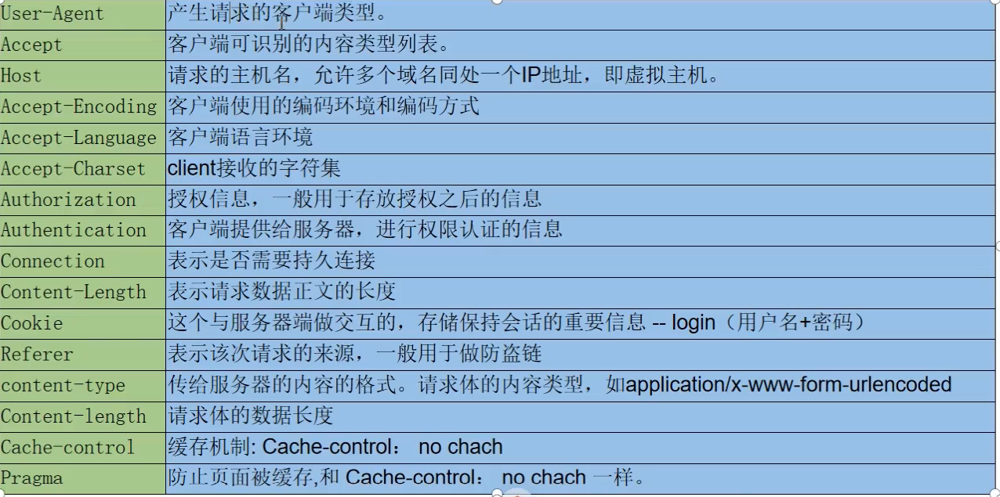 User-Agent 产生请求的客户端类型。
Accept 客户端可识别的内容类型列表。
Host 请求的主机名，允许多个域名同处一个IP地址，即虚拟主机。
Accept-Encoding 客户端使用的编码环境和编码方式
Accept-Language 客户端语言环境
Accept-Charset client接收的字符集
Authorization 授权信息，一般用于存放授权之后的信息
Authentication 客户端提供给服务器，进行权限认证的信息
Connection 表示是否需要持久连接
Content-Length 表示请求数据正文的长度
Cookie 这个与服务器端做交互的，存储保持会话的重要信息 -- login（用户名+密码）
Referer 表示该次请求的来源，一般用于做防盗链
content-type 传给服务器的内容的格式。请求体的内容类型，如application/x-www-form-urlencoded
Content-length 请求体的数据长度
Cache-control 缓存机制: Cache-control： no chach
Pragma 防止页面被缓存,和 Cache-control： no chach 一样。